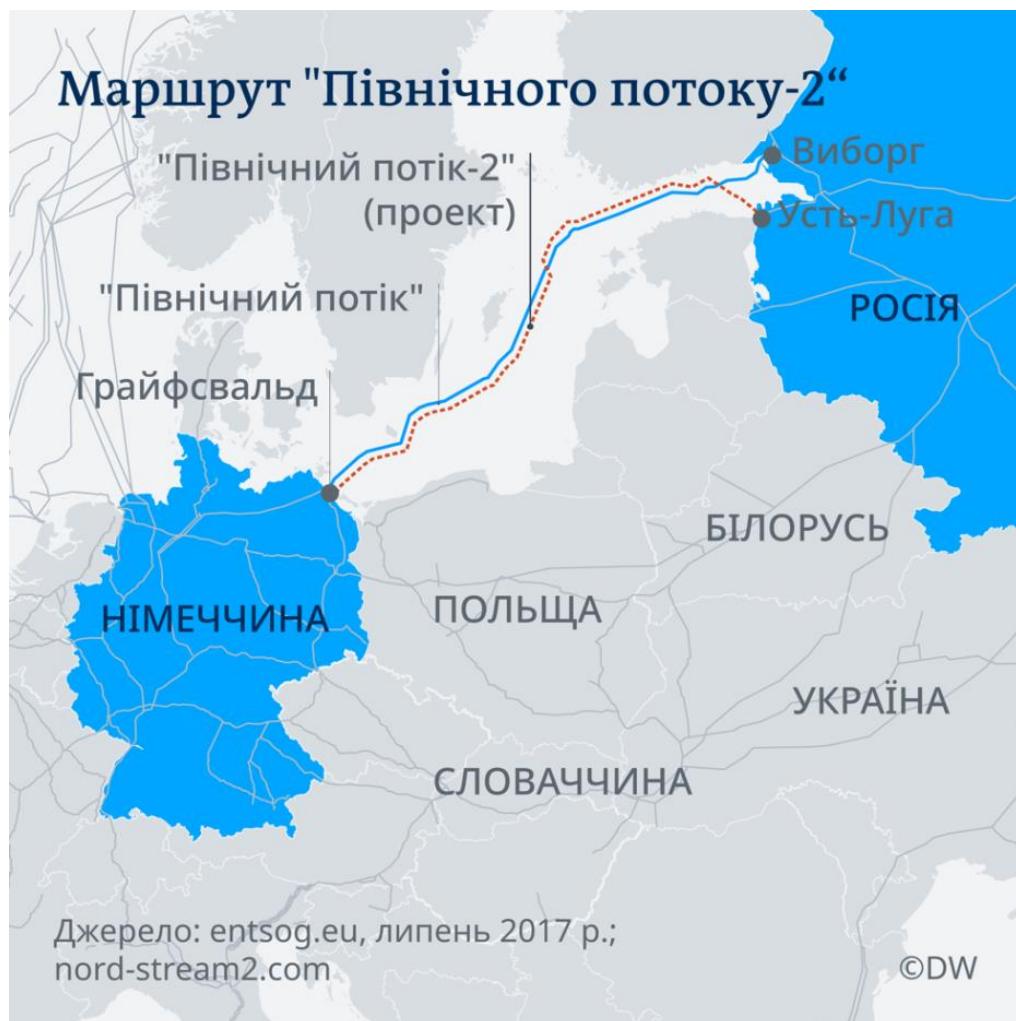 Маршрут "Північного потоку-2“
"Північний потік-2"
(проект)
Виборг
Усть-Луга
"Північний потік"
РОСІЯ
Грайфсвальд
БІЛОРУСЬ
НІМЕЧЧИНА
ПОЛЬЩА
УКРАЇНА
СЛОВАЧЧИНА
Джерело: entsog.eu, липень 2017 р.;
nord-stream2.com
©DW